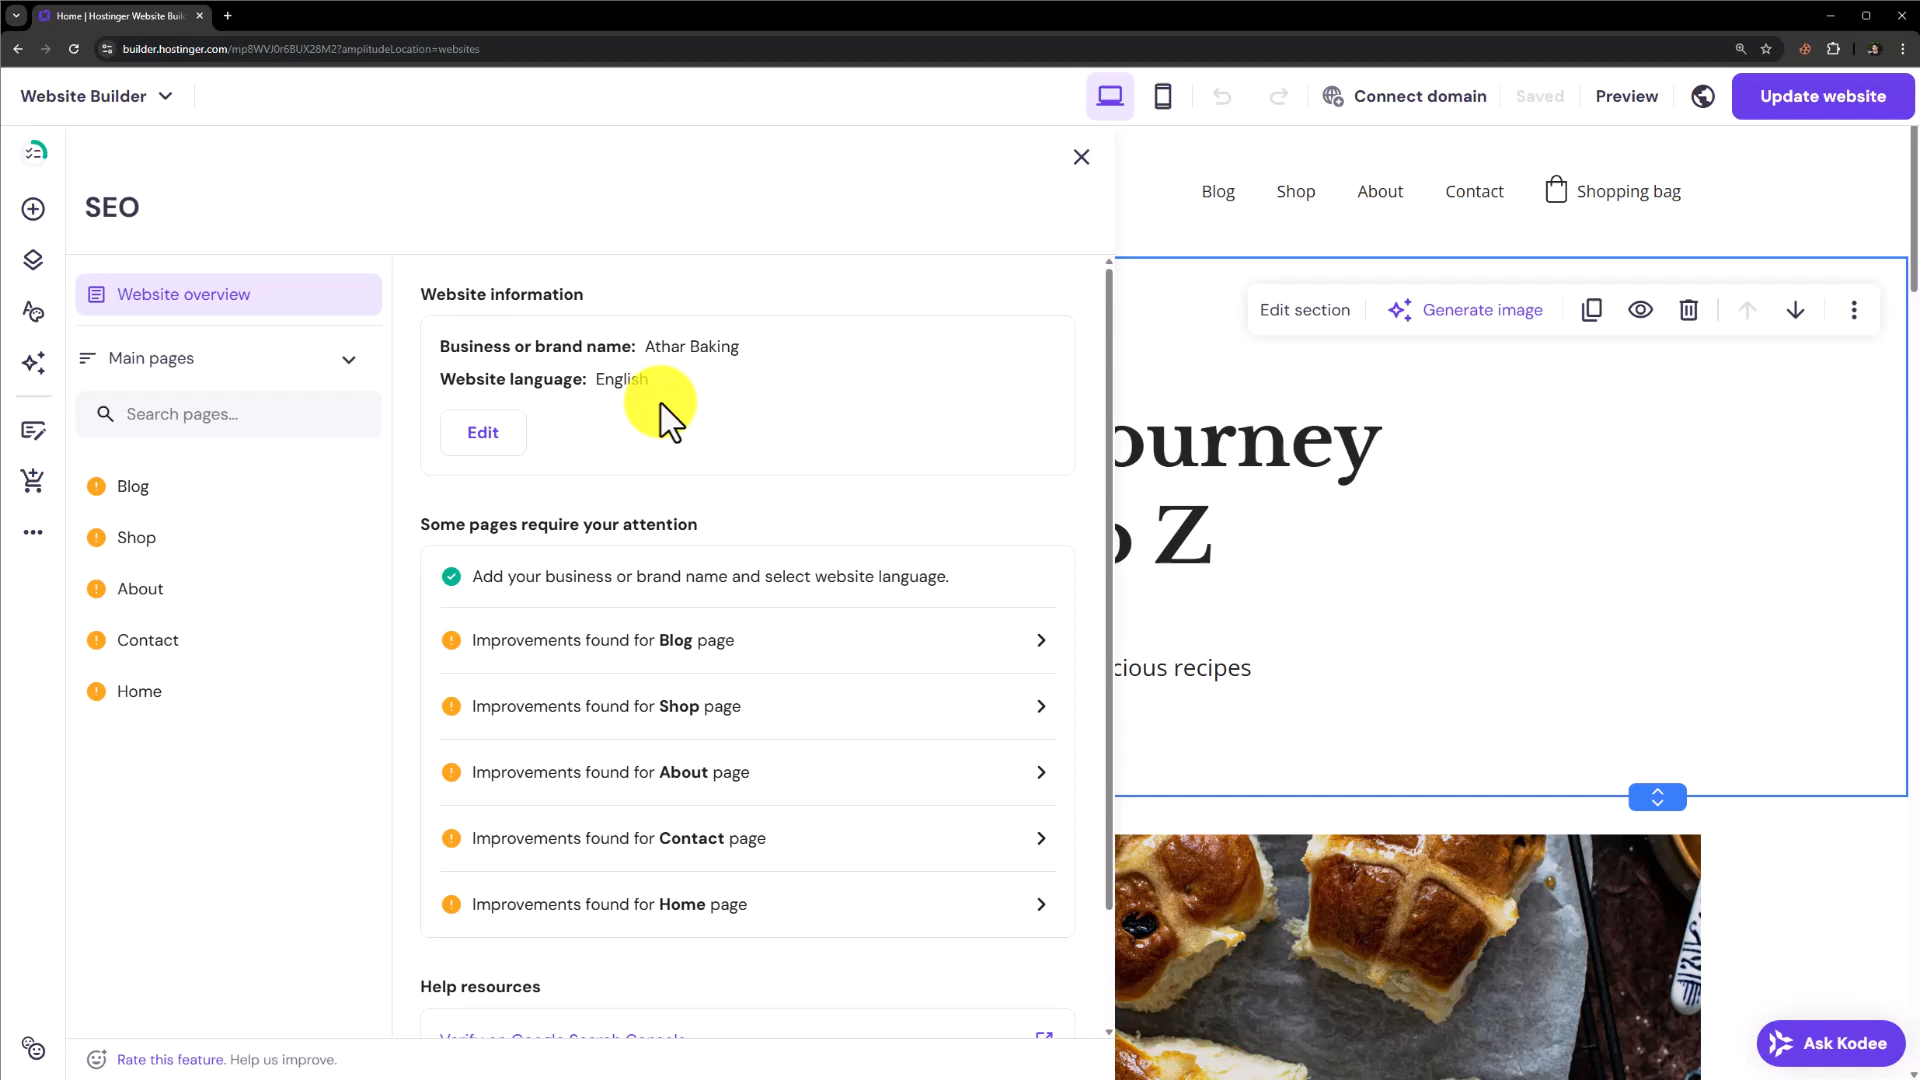 Home | Hostinger Website Buil
builder.hostinger.com/mp8WVJ0r6BUX28M2?amplitudeLocation=websites
Website Builder
Connect domain
Saved
Preview
Update website
SEO
Blog
Shop
About
Contact
Shopping bag
Website overview
Main pages
Search pages...
Blog
Shop
About
Contact
Home
Website information
Business or brand name: Athar Baking
Website language: English
Edit
Some pages require your attention
Add your business or brand name and select website language.
Improvements found for Blog page
Improvements found for Shop page
Improvements found for About page
Improvements found for Contact page
Improvements found for Home page
Help resources
Verify on Google Search Console
Rate this feature. Help us improve.
Edit section
Generate image
ourney
o Z
cious recipes
Ask Kodee